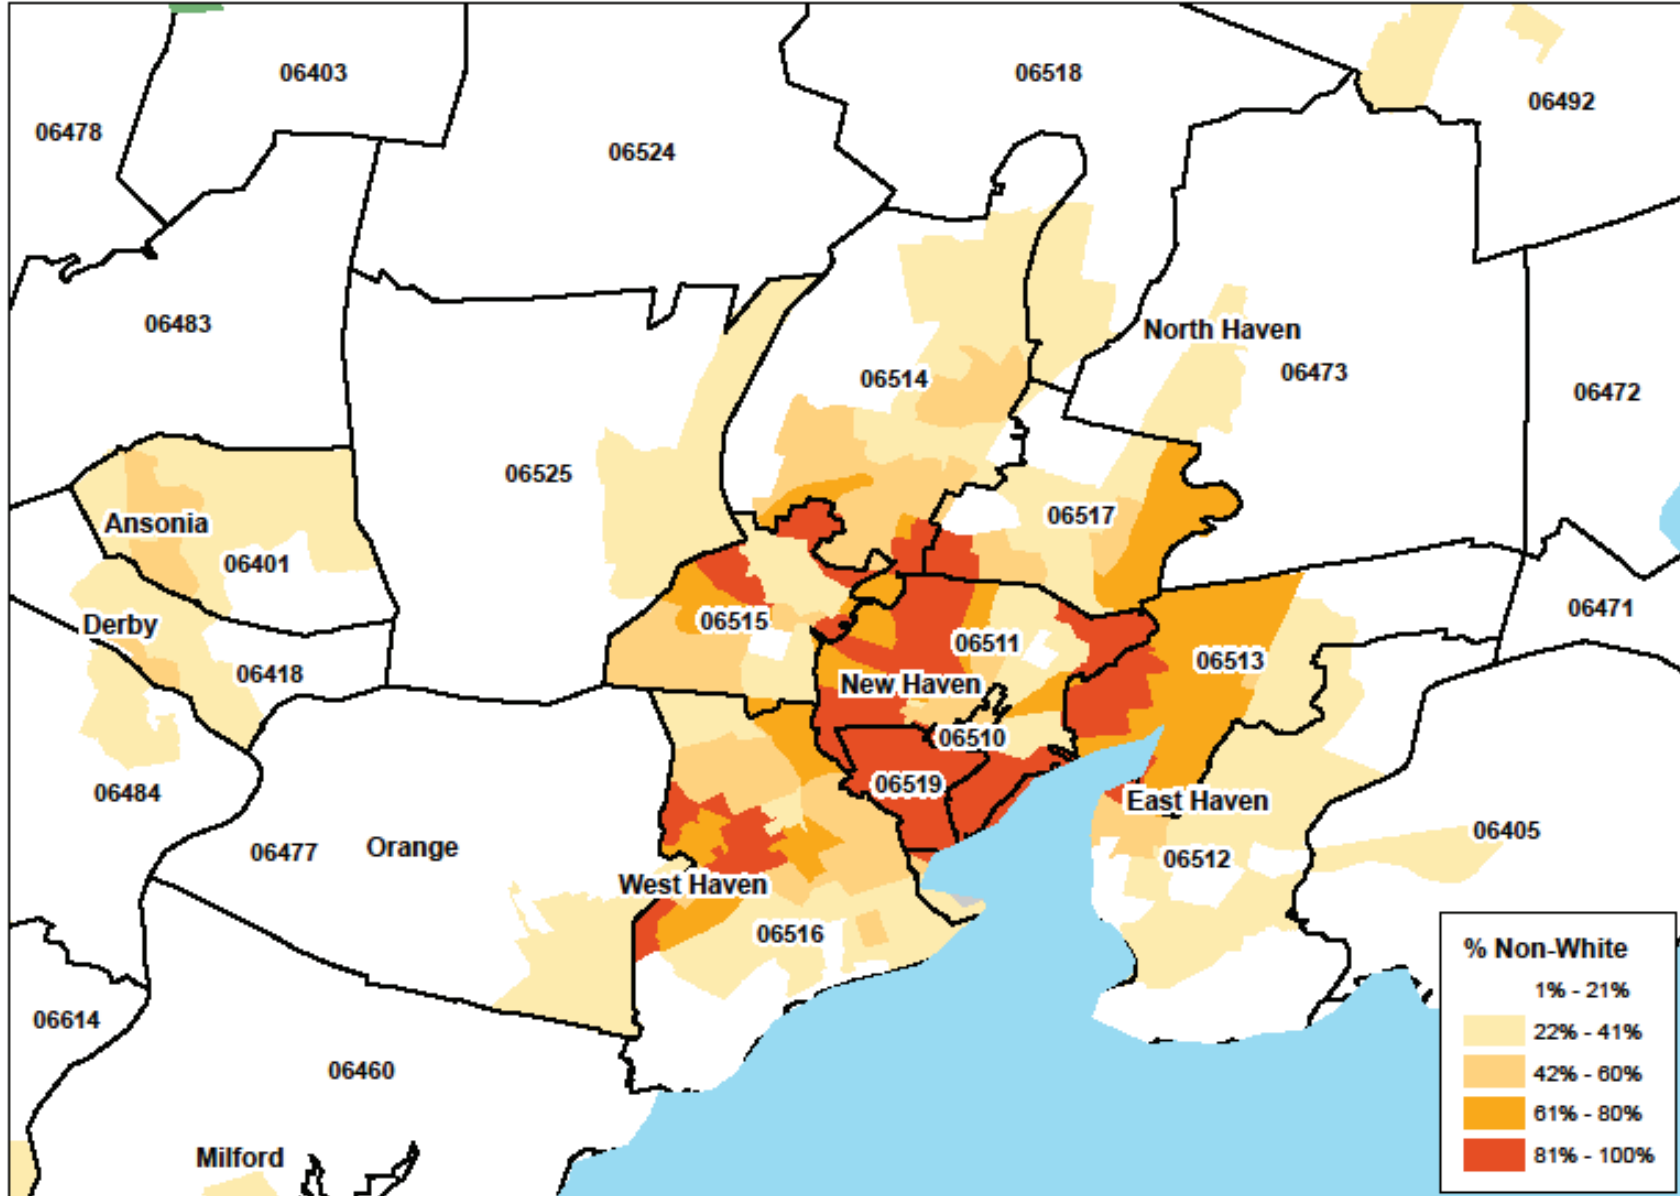 06403
06518
06492
06478
06524
06483
North Haven
06473
06514
06472
06525
Ansonia
06517
06401
06471
Derby
06515
06511
06513
06418
New Haven
06510
06519
06484
East Haven
06405
Orange
06477
06512
West Haven
06516
06614
06460
Milford
% Non-White
1% - 21%
22% - 41%
42% - 60%
61% - 80%
81% - 100%